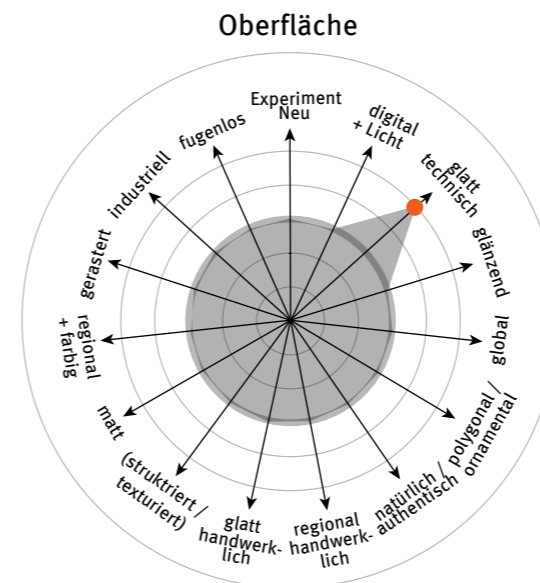 Oberfläche
Experiment
Neu
digital
+ Licht
glatt
technisch
glänzend
global
polygonal /
ornamental
natürlich /
authentisch
regional
handwerk-
lich
glatt
handwerk-
lich
(struktriert /
texturiert)
matt
regional
+ farbig
gerastert
industriell
fugenlos